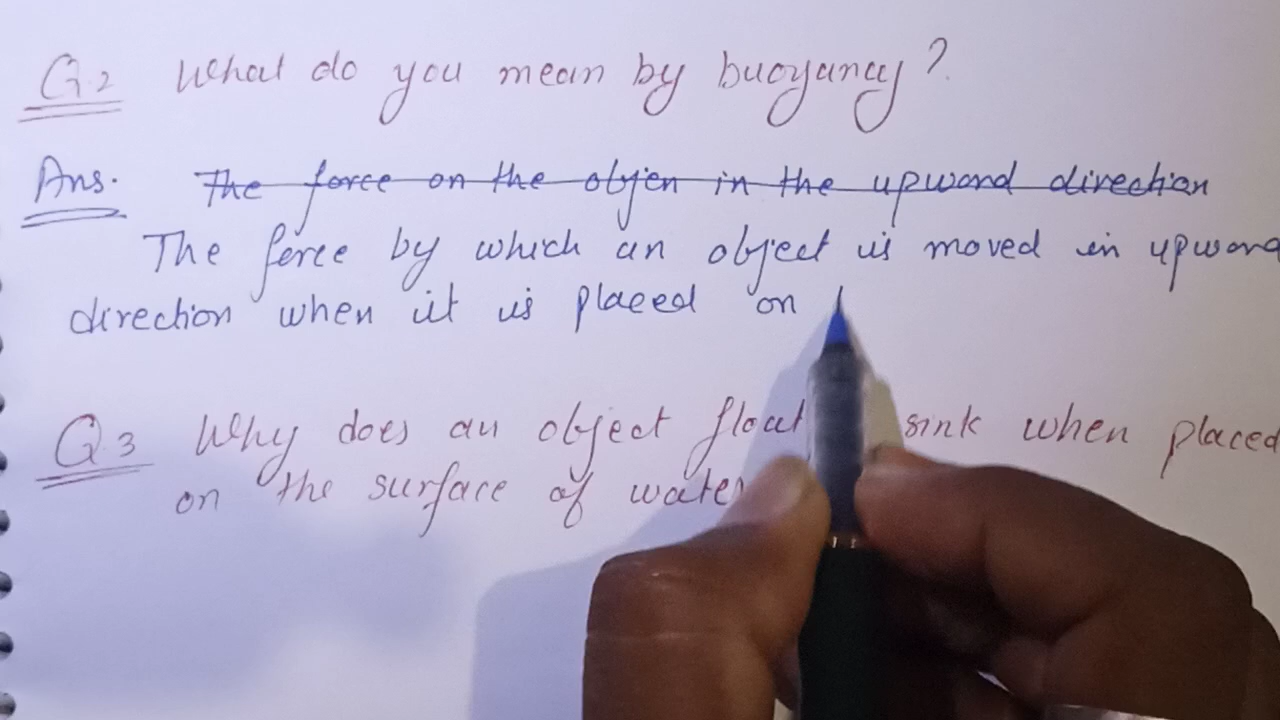 Q.2 What do you mean by buoyancy?
Ans. The force on the objen in the upward direction
The force by which an object is moved in upward
direction when it is placed on
Q.3 Why does an object float sink when placed
on the surface of water